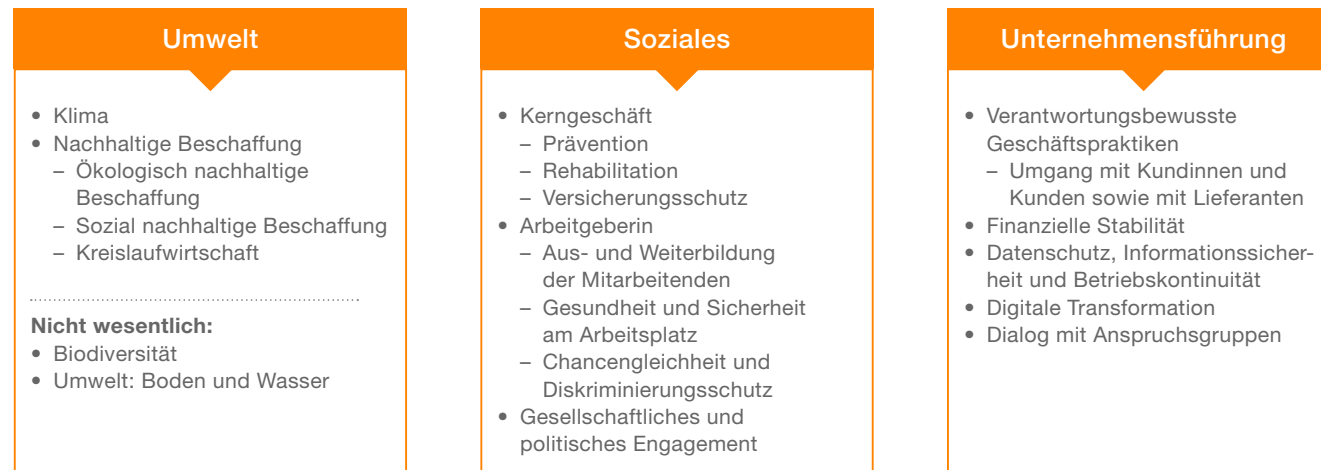 Umwelt
• Klima
• Nachhaltige Beschaffung
– Ökologisch nachhaltige
Beschaffung
– Sozial nachhaltige Beschaffung
– Kreislaufwirtschaft
Nicht wesentlich:
• Biodiversität
• Umwelt: Boden und Wasser
Soziales
• Kerngeschäft
– Prävention
– Rehabilitation
– Versicherungsschutz
• Arbeitgeberin
– Aus- und Weiterbildung
der Mitarbeitenden
– Gesundheit und Sicherheit
am Arbeitsplatz
– Chancengleichheit und
Diskriminierungsschutz
• Gesellschaftliches und
politisches Engagement
Unternehmensführung
• Verantwortungsbewusste
Geschäftspraktiken
– Umgang mit Kundinnen und
Kunden sowie mit Lieferanten
• Finanzielle Stabilität
• Datenschutz, Informationssicher-
heit und Betriebskontinuität
• Digitale Transformation
• Dialog mit Anspruchsgruppen